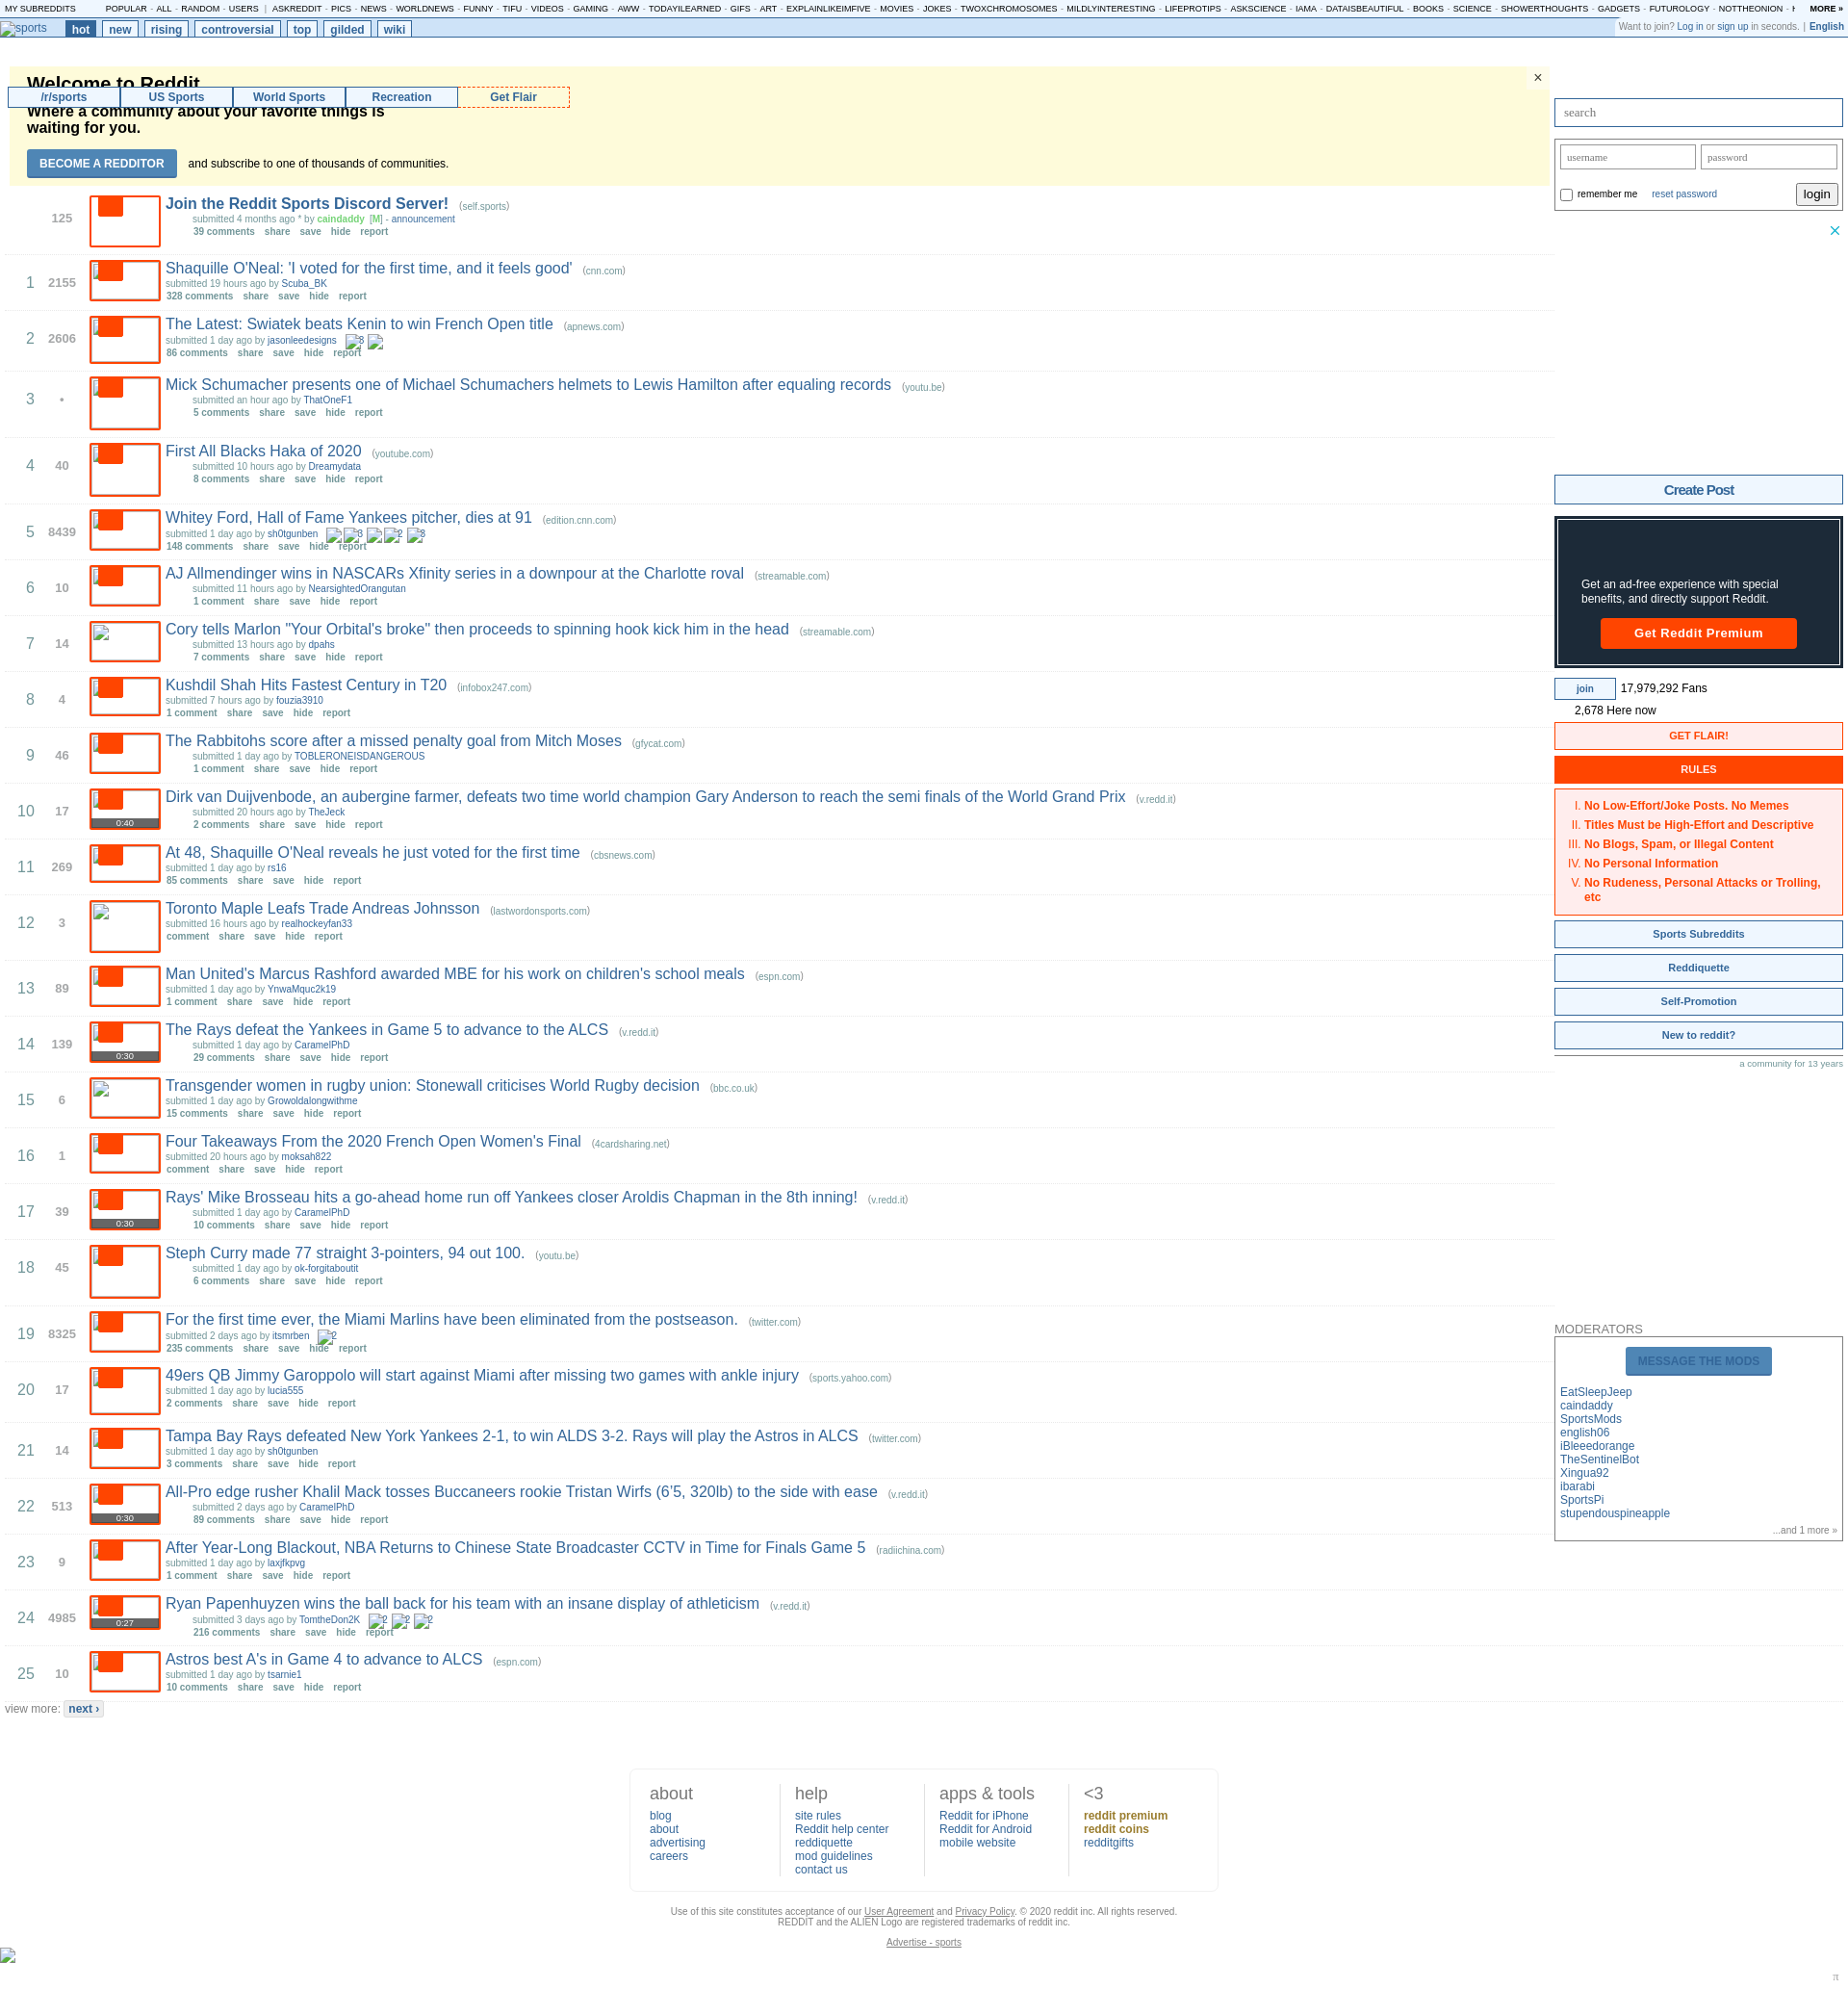 MY SUBREDDITS POPULAR - ALL - RANDOM - USERS | ASKREDDIT - PICS - NEWS - WORLDNEWS - FUNNY - TIFU - VIDEOS - GAMING - AWW - TODAYILEARNED - GIFS - ART - EXPLAINLIKEIMFIVE - MOVIES - JOKES - TWOXCHROMOSOMES - MILDLYINTERESTING - LIFEPROTIPS - ASKSCIENCE - IAMA - DATAISBEAUTIFUL - BOOKS - SCIENCE - SHOWERTHOUGHTS - GADGETS - FUTUROLOGY - NOTTHEONION - MORE »
sports hot new rising controversial top gilded wiki
Want to join? Log in or sign up in seconds. | English
Welcome to Reddit
×
/r/sports US Sports World Sports Recreation Get Flair
Where a community about your favorite things is
waiting for you.
BECOME A REDDITOR and subscribe to one of thousands of communities.
125
Join the Reddit Sports Discord Server! (self.sports)
submitted 4 months ago * by caindaddy [M] - announcement
39 comments share save hide report
1 2155
Shaquille O'Neal: 'I voted for the first time, and it feels good' (cnn.com)
submitted 19 hours ago by Scuba_BK
328 comments share save hide report
2 2606
The Latest: Swiatek beats Kenin to win French Open title (apnews.com)
submitted 1 day ago by jasonleedesigns 3
86 comments share save hide report
3 •
Mick Schumacher presents one of Michael Schumachers helmets to Lewis Hamilton after equaling records (youtu.be)
submitted an hour ago by ThatOneF1
5 comments share save hide report
4 40
First All Blacks Haka of 2020 (youtube.com)
submitted 10 hours ago by Dreamydata
8 comments share save hide report
5 8439
Whitey Ford, Hall of Fame Yankees pitcher, dies at 91 (edition.cnn.com)
submitted 1 day ago by sh0tgunben 3 2 3
148 comments share save hide report
6 10
AJ Allmendinger wins in NASCARs Xfinity series in a downpour at the Charlotte roval (streamable.com)
submitted 11 hours ago by NearsightedOrangutan
1 comment share save hide report
7 14
Cory tells Marlon "Your Orbital's broke" then proceeds to spinning hook kick him in the head (streamable.com)
submitted 13 hours ago by dpahs
7 comments share save hide report
8 4
Kushdil Shah Hits Fastest Century in T20 (infobox247.com)
submitted 7 hours ago by fouzia3910
1 comment share save hide report
9 46
The Rabbitohs score after a missed penalty goal from Mitch Moses (gfycat.com)
submitted 1 day ago by TOBLERONEISDANGEROUS
1 comment share save hide report
10 17
0:40
Dirk van Duijvenbode, an aubergine farmer, defeats two time world champion Gary Anderson to reach the semi finals of the World Grand Prix (v.redd.it)
submitted 20 hours ago by TheJeck
2 comments share save hide report
11 269
At 48, Shaquille O'Neal reveals he just voted for the first time (cbsnews.com)
submitted 1 day ago by rs16
85 comments share save hide report
12 3
Toronto Maple Leafs Trade Andreas Johnsson (lastwordonsports.com)
submitted 16 hours ago by realhockeyfan33
comment share save hide report
13 89
Man United's Marcus Rashford awarded MBE for his work on children's school meals (espn.com)
submitted 1 day ago by YnwaMquc2k19
1 comment share save hide report
14 139
0:30
The Rays defeat the Yankees in Game 5 to advance to the ALCS (v.redd.it)
submitted 1 day ago by CaramelPhD
29 comments share save hide report
15 6
Transgender women in rugby union: Stonewall criticises World Rugby decision (bbc.co.uk)
submitted 1 day ago by Growoldalongwithme
15 comments share save hide report
16 1
Four Takeaways From the 2020 French Open Women's Final (4cardsharing.net)
submitted 20 hours ago by moksah822
comment share save hide report
17 39
0:30
Rays' Mike Brosseau hits a go-ahead home run off Yankees closer Aroldis Chapman in the 8th inning! (v.redd.it)
submitted 1 day ago by CaramelPhD
10 comments share save hide report
18 45
Steph Curry made 77 straight 3-pointers, 94 out 100. (youtu.be)
submitted 1 day ago by ok-forgitaboutit
6 comments share save hide report
19 8325
For the first time ever, the Miami Marlins have been eliminated from the postseason. (twitter.com)
submitted 2 days ago by itsmrben 2
235 comments share save hide report
20 17
49ers QB Jimmy Garoppolo will start against Miami after missing two games with ankle injury (sports.yahoo.com)
submitted 1 day ago by lucia555
2 comments share save hide report
21 14
Tampa Bay Rays defeated New York Yankees 2-1, to win ALDS 3-2. Rays will play the Astros in ALCS (twitter.com)
submitted 1 day ago by sh0tgunben
3 comments share save hide report
22 513
0:30
All-Pro edge rusher Khalil Mack tosses Buccaneers rookie Tristan Wirfs (6'5, 320lb) to the side with ease (v.redd.it)
submitted 2 days ago by CaramelPhD
89 comments share save hide report
23 9
After Year-Long Blackout, NBA Returns to Chinese State Broadcaster CCTV in Time for Finals Game 5 (radiichina.com)
submitted 1 day ago by laxjfkpvg
1 comment share save hide report
24 4985
0:27
Ryan Papenhuyzen wins the ball back for his team with an insane display of athleticism (v.redd.it)
submitted 3 days ago by TomtheDon2K 2 2 2
216 comments share save hide report
25 10
Astros best A's in Game 4 to advance to ALCS (espn.com)
submitted 1 day ago by tsarnie1
10 comments share save hide report
view more: next ›
search
username password
remember me reset password login
Create Post
Get an ad-free experience with special
benefits, and directly support Reddit.
Get Reddit Premium
join 17,979,292 Fans
2,678 Here now
GET FLAIR!
RULES
I. No Low-Effort/Joke Posts. No Memes
II. Titles Must be High-Effort and Descriptive
III. No Blogs, Spam, or Illegal Content
IV. No Personal Information
V. No Rudeness, Personal Attacks or Trolling,
etc
Sports Subreddits
Reddiquette
Self-Promotion
New to reddit?
a community for 13 years
MODERATORS
MESSAGE THE MODS
EatSleepJeep
caindaddy
SportsMods
english06
iBleeedorange
TheSentinelBot
Xingua92
ibarabi
SportsPi
stupendouspineapple
...and 1 more »
about
blog
about
advertising
careers
help
site rules
Reddit help center
reddiquette
mod guidelines
contact us
apps & tools
Reddit for iPhone
Reddit for Android
mobile website
<3
reddit premium
reddit coins
redditgifts
Use of this site constitutes acceptance of our User Agreement and Privacy Policy. © 2020 reddit inc. All rights reserved.
REDDIT and the ALIEN Logo are registered trademarks of reddit inc.
Advertise - sports
π